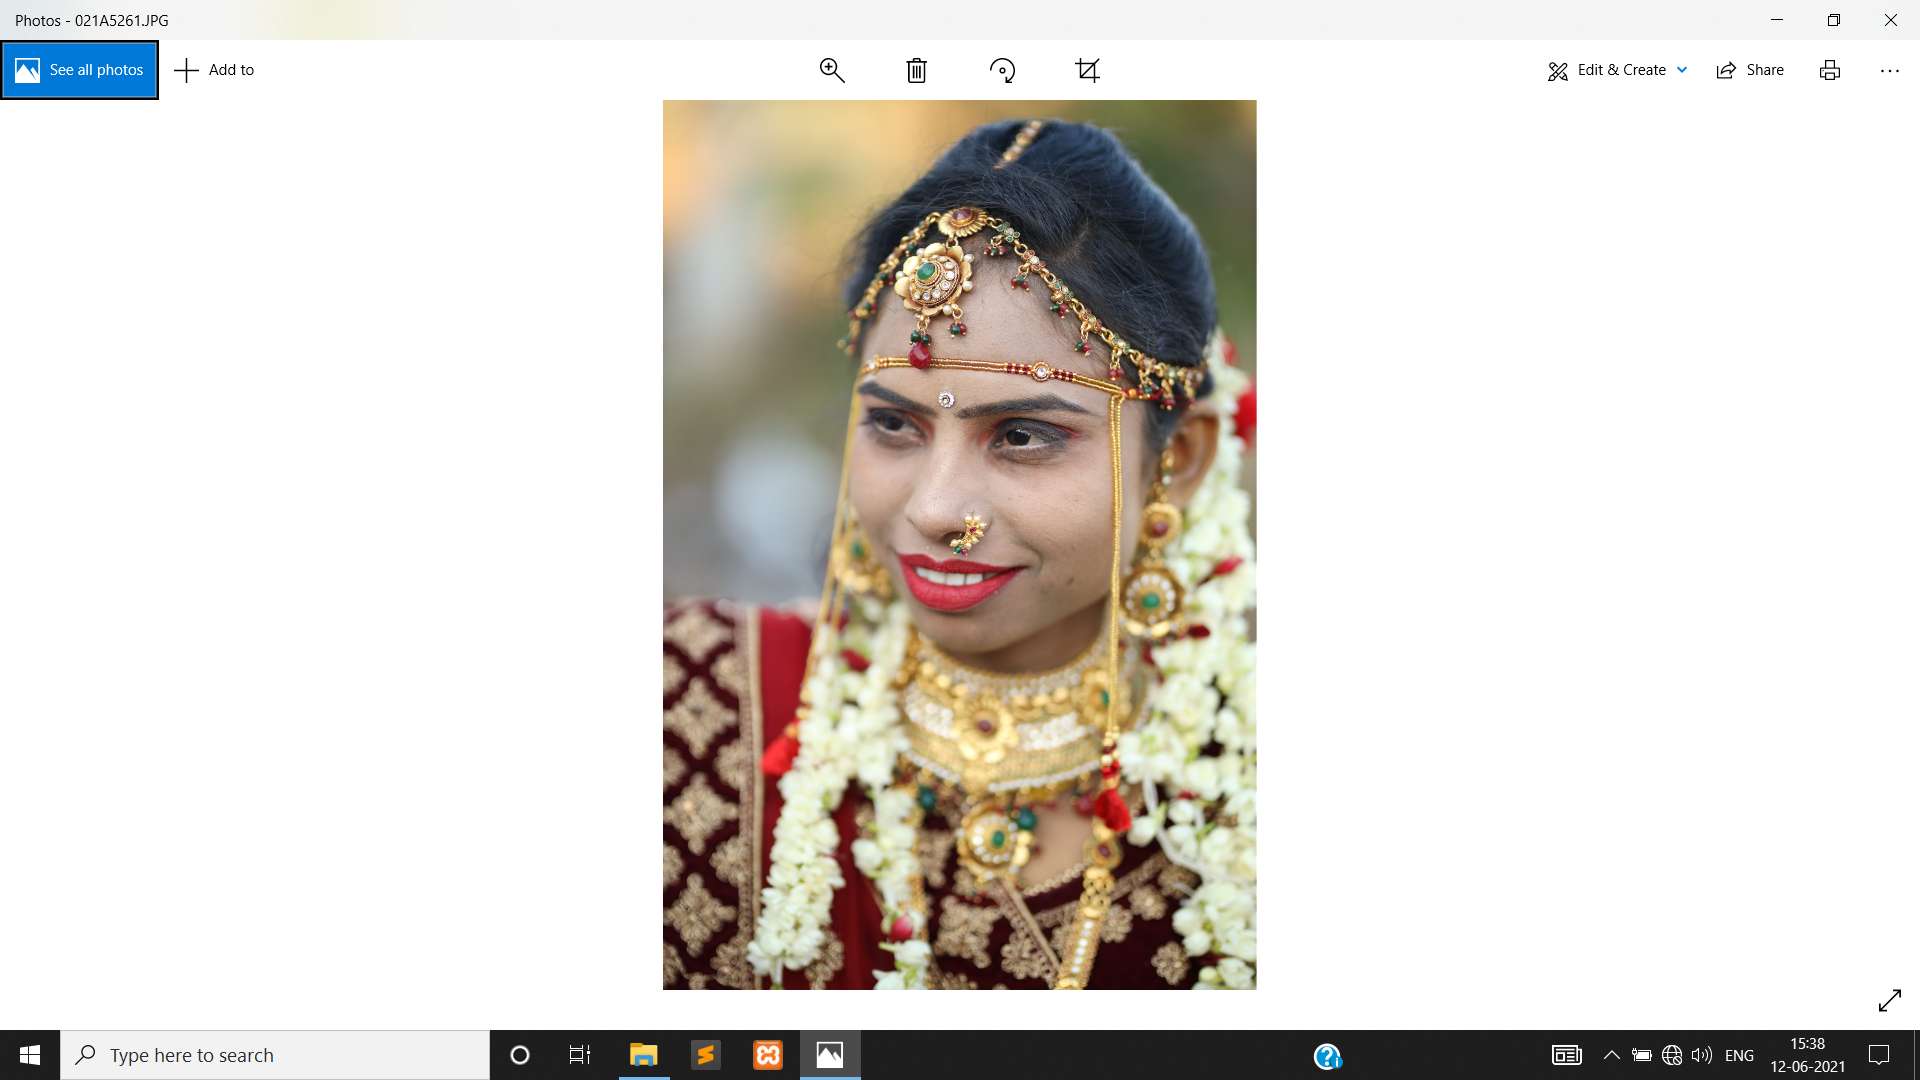 Photos - 021A5261.JPG
See all photos
Add to
Edit & Create
Share
Type here to search
ENG
15:38
12-06-2021